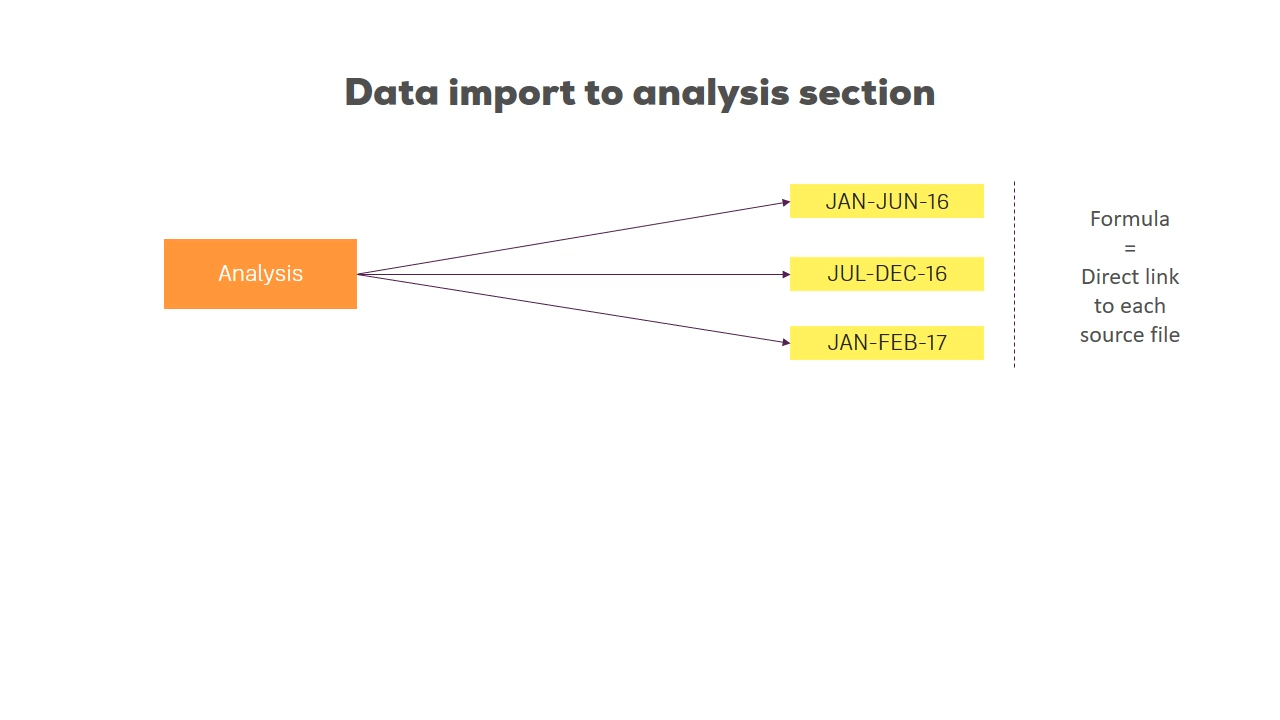 Data import to analysis section
Analysis
JAN-JUN-16
JUL-DEC-16
JAN-FEB-17
Formula
=
Direct link
to each
source file